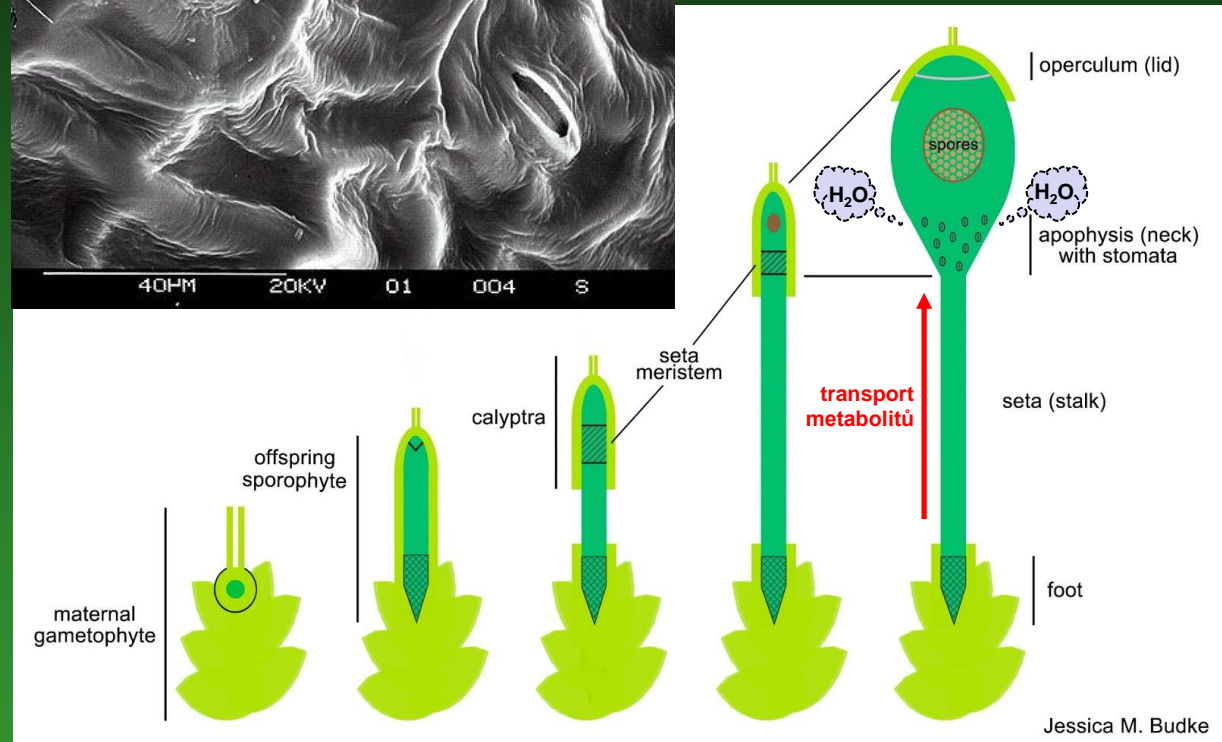 40µM 20KV 01 004 S
operculum (lid)
spores
H₂O
H₂O
apophysis (neck)
with stomata
seta
meristem
transport
metabolitů
seta (stalk)
calyptra
offspring
sporophyte
foot
maternal
gametophyte
Jessica M. Budke